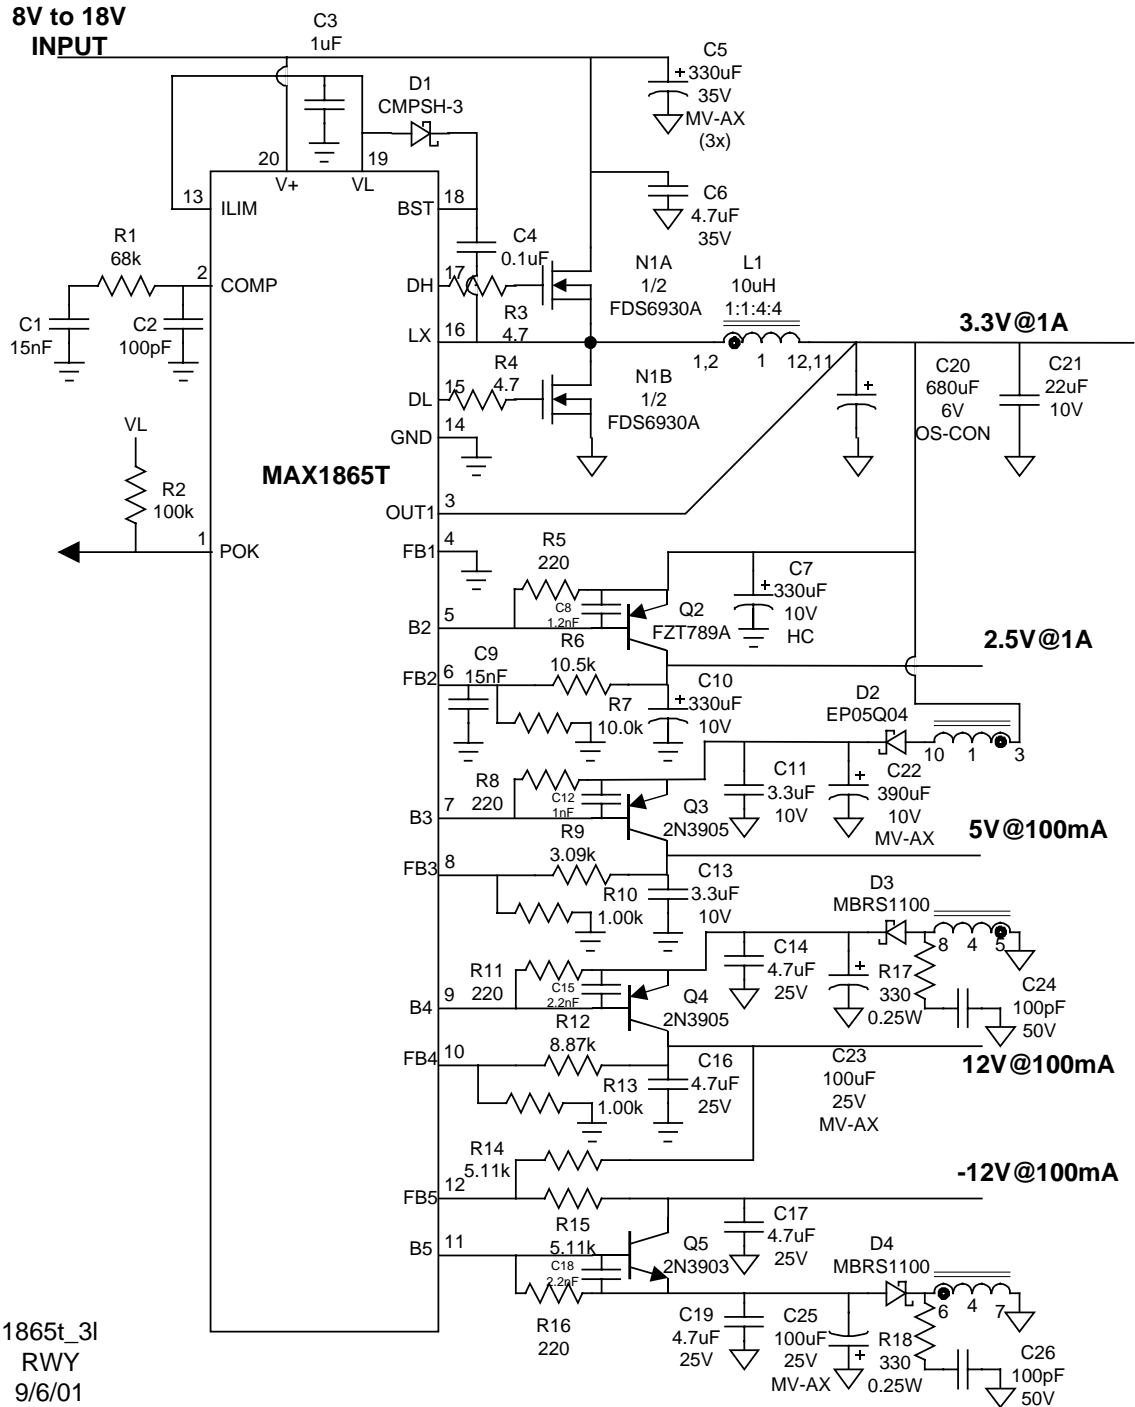 8V to 18V
INPUT
C3
1uF
C5
330uF
35V
MV-AX
(3x)
D1
CMPSH-3
20
19
V+
VL
13
ILIM
BST
18
C6
4.7uF
35V
R1
68k
2
COMP
C4
0.1uF
DH
17
N1A
1/2
FDS6930A
L1
10uH
1:1:4:4
3.3V@1A
C1
15nF
C2
100pF
R3
4.7
LX
16
1,2
1
12,11
C20
680uF
6V
OS-CON
C21
22uF
10V
R4
4.7
DL
15
N1B
1/2
FDS6930A
GND
14
VL
R2
100k
MAX1865T
OUT1
3
1
POK
FB1
4
R5
220
C7
330uF
10V
HC
B2
5
C8
1.2nF
Q2
FZT789A
2.5V@1A
FB2
6
C9
15nF
R6
10.5k
R7
10.0k
C10
330uF
10V
D2
EP05Q04
10
1
3
R8
220
C12
1nF
C11
3.3uF
10V
C22
390uF
10V
MV-AX
B3
7
Q3
2N3905
5V@100mA
R9
3.09k
FB3
8
R10
1.00k
C13
3.3uF
10V
D3
MBRS1100
8
4
5
R11
220
C15
2.2nF
C14
4.7uF
25V
R17
330
0.25W
C24
100pF
50V
B4
9
Q4
2N3905
R12
8.87k
FB4
10
R13
1.00k
C16
4.7uF
25V
C23
100uF
25V
MV-AX
12V@100mA
R14
5.11k
FB5
12
-12V@100mA
R15
5.11k
C17
4.7uF
25V
B5
11
C18
2.2nF
Q5
2N3903
D4
MBRS1100
6
4
7
R16
220
C19
4.7uF
25V
C25
100uF
25V
MV-AX
R18
330
0.25W
C26
100pF
50V
1865t_3l
RWY
9/6/01